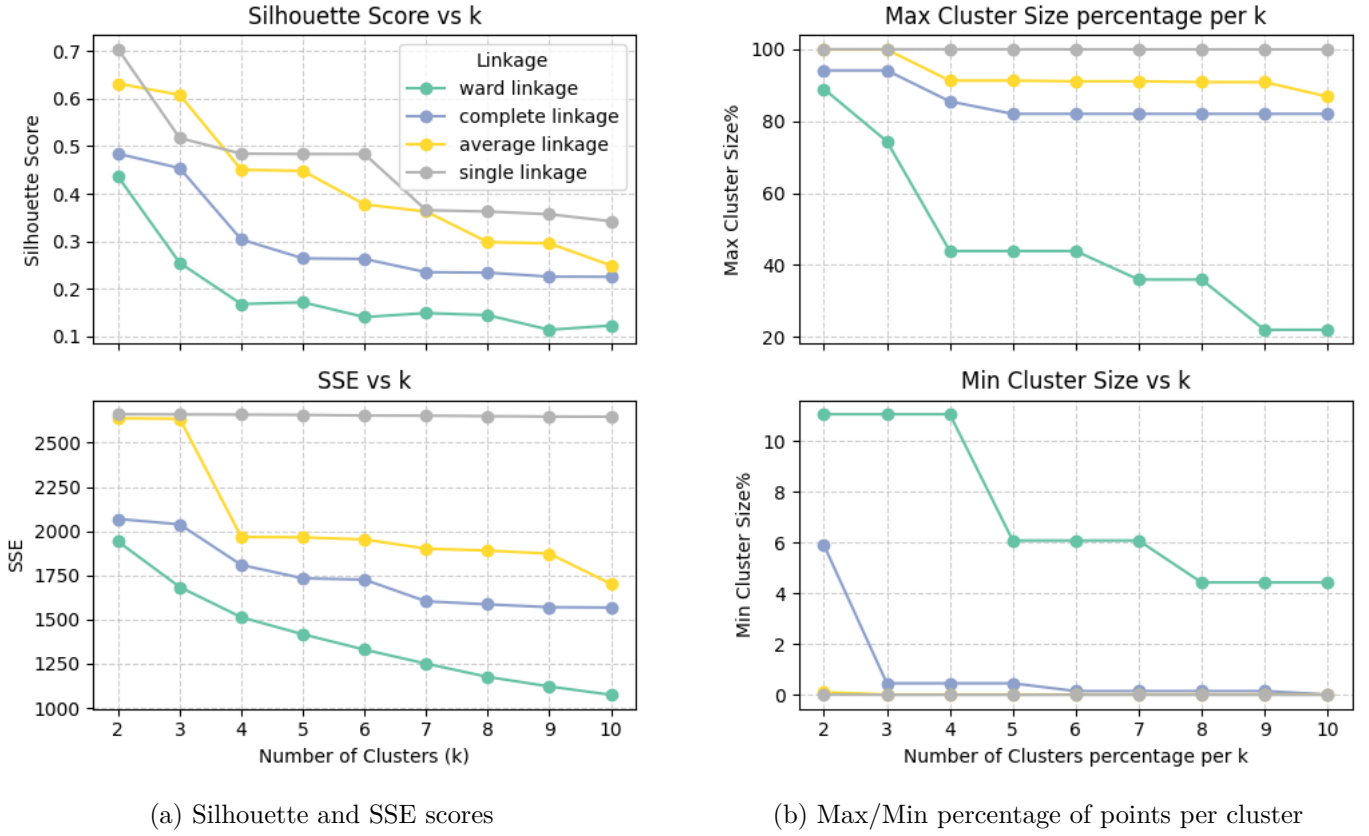 Silhouette Score vs k
Silhouette Score
0.7
0.6
0.5
0.4
0.3
0.2
0.1
Linkage
ward linkage
complete linkage
average linkage
single linkage
SSE vs k
SSE
2500
2250
2000
1750
1500
1250
1000
2 3 4 5 6 7 8 9 10
Number of Clusters (k)
(a) Silhouette and SSE scores
Max Cluster Size percentage per k
Max Cluster Size%
100
80
60
40
20
Min Cluster Size vs k
Min Cluster Size%
10
8
6
4
2
0
2 3 4 5 6 7 8 9 10
Number of Clusters percentage per k
(b) Max/Min percentage of points per cluster